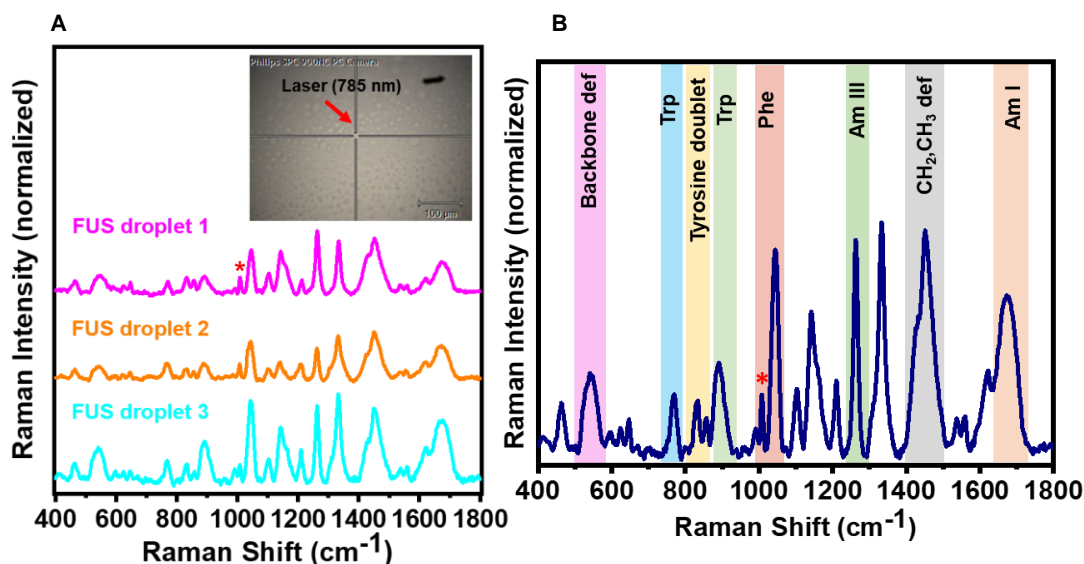 A
Raman Intensity (normalized)
Philips SPC 900NC PC Camera
Laser (785 nm)
100 µm
FUS droplet 1
*
FUS droplet 2
FUS droplet 3
400 600 800 1000 1200 1400 1600 1800
Raman Shift (cm-1)
B
Raman Intensity (normalized)
Backbone def
Trp
Tyrosine doublet
Trp
Phe
Am III
CH2,CH3 def
Am I
*
400 600 800 1000 1200 1400 1600 1800
Raman Shift (cm-1)